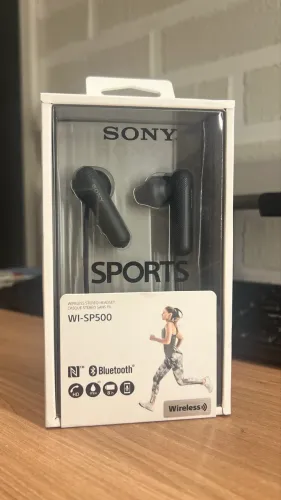 SONY
SPORTS
WI-SP500
N Bluetooth®
Wireless